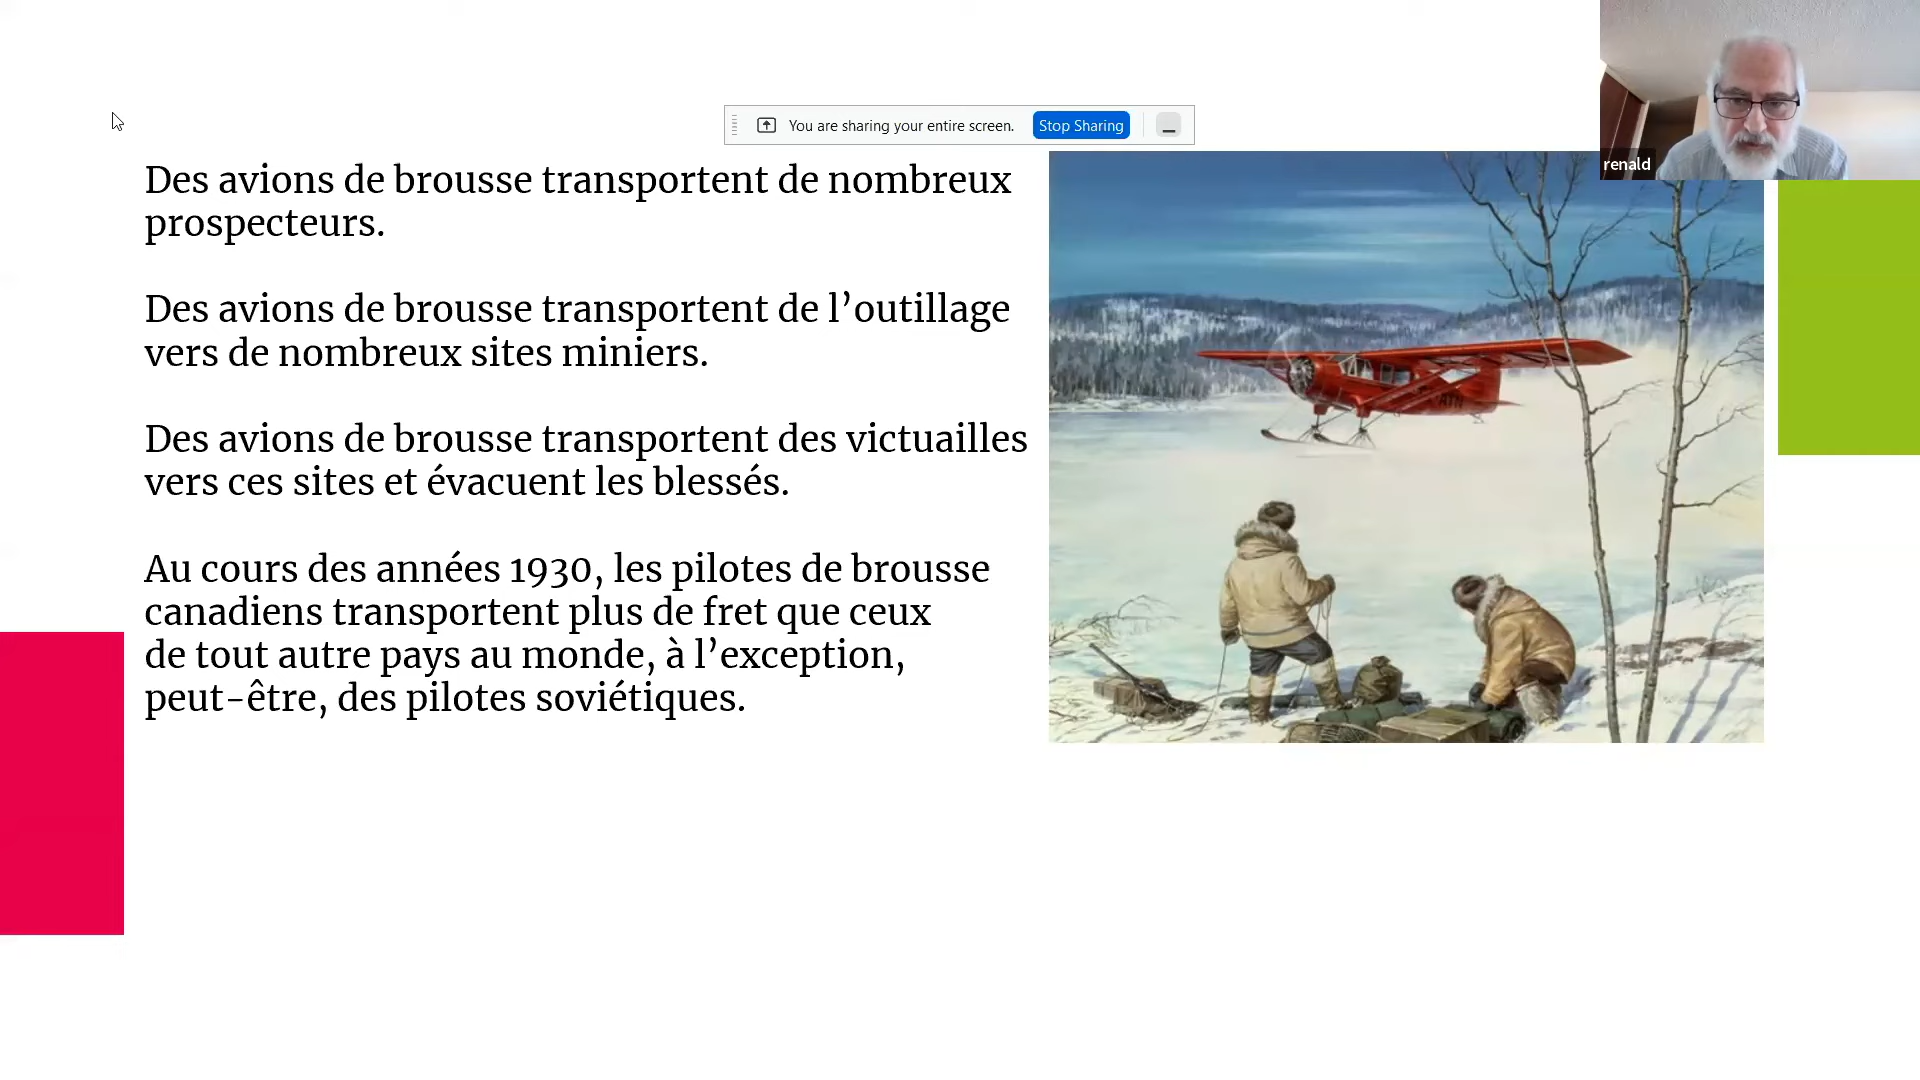 You are sharing your entire screen. Stop Sharing
renald
Des avions de brousse transportent de nombreux
prospecteurs.
Des avions de brousse transportent de l’outillage
vers de nombreux sites miniers.
Des avions de brousse transportent des victuailles
vers ces sites et évacuent les blessés.
Au cours des années 1930, les pilotes de brousse
canadiens transportent plus de fret que ceux
de tout autre pays au monde, à l’exception,
peut-être, des pilotes soviétiques.